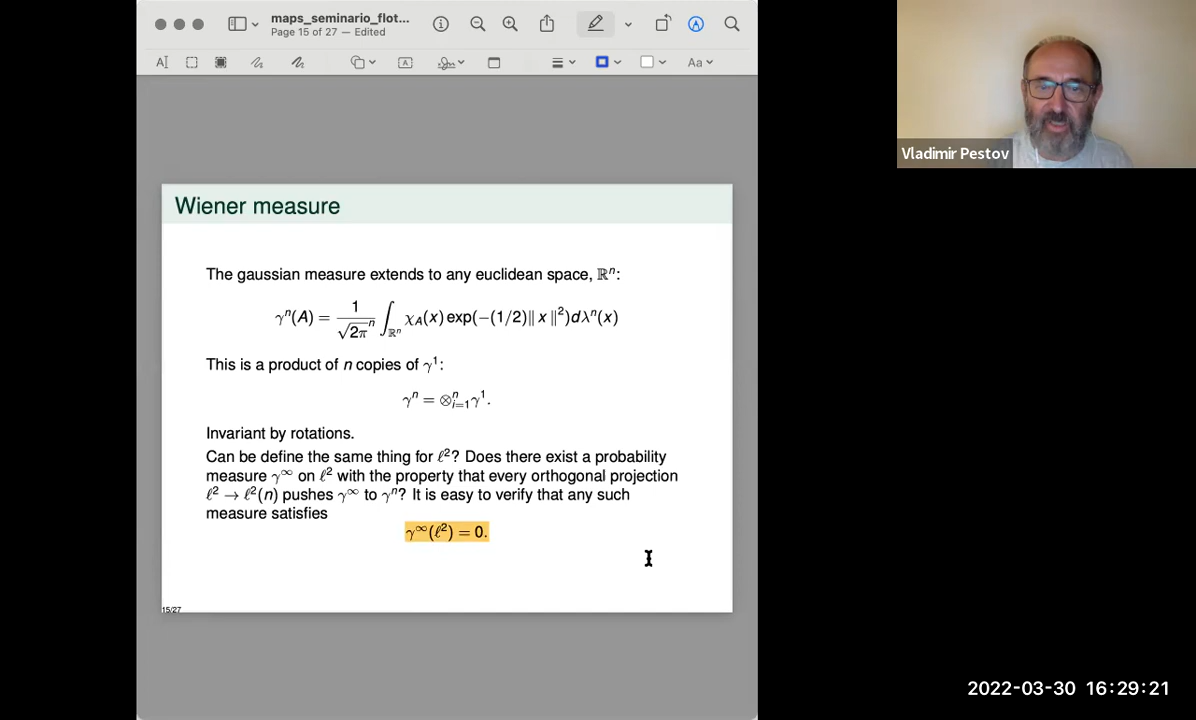 maps_seminario_flot...
Page 15 of 27 — Edited
Aa
Vladimir Pestov
Wiener measure
The gaussian measure extends to any euclidean space, ℝⁿ:
γⁿ(A) = 1/√2πⁿ ∫_ℝⁿ χ_A(x) exp(−(1/2)‖ x ‖²)dλⁿ(x)
This is a product of n copies of γ¹:
γⁿ = ⊗ⁿᵢ₌₁γ¹.
Invariant by rotations.
Can be define the same thing for ℓ²? Does there exist a probability
measure γ^∞ on ℓ² with the property that every orthogonal projection
ℓ² → ℓ²(n) pushes γ^∞ to γⁿ? It is easy to verify that any such
measure satisfies
γ^∞(ℓ²) = 0.
15/27
2022-03-30 16:29:21